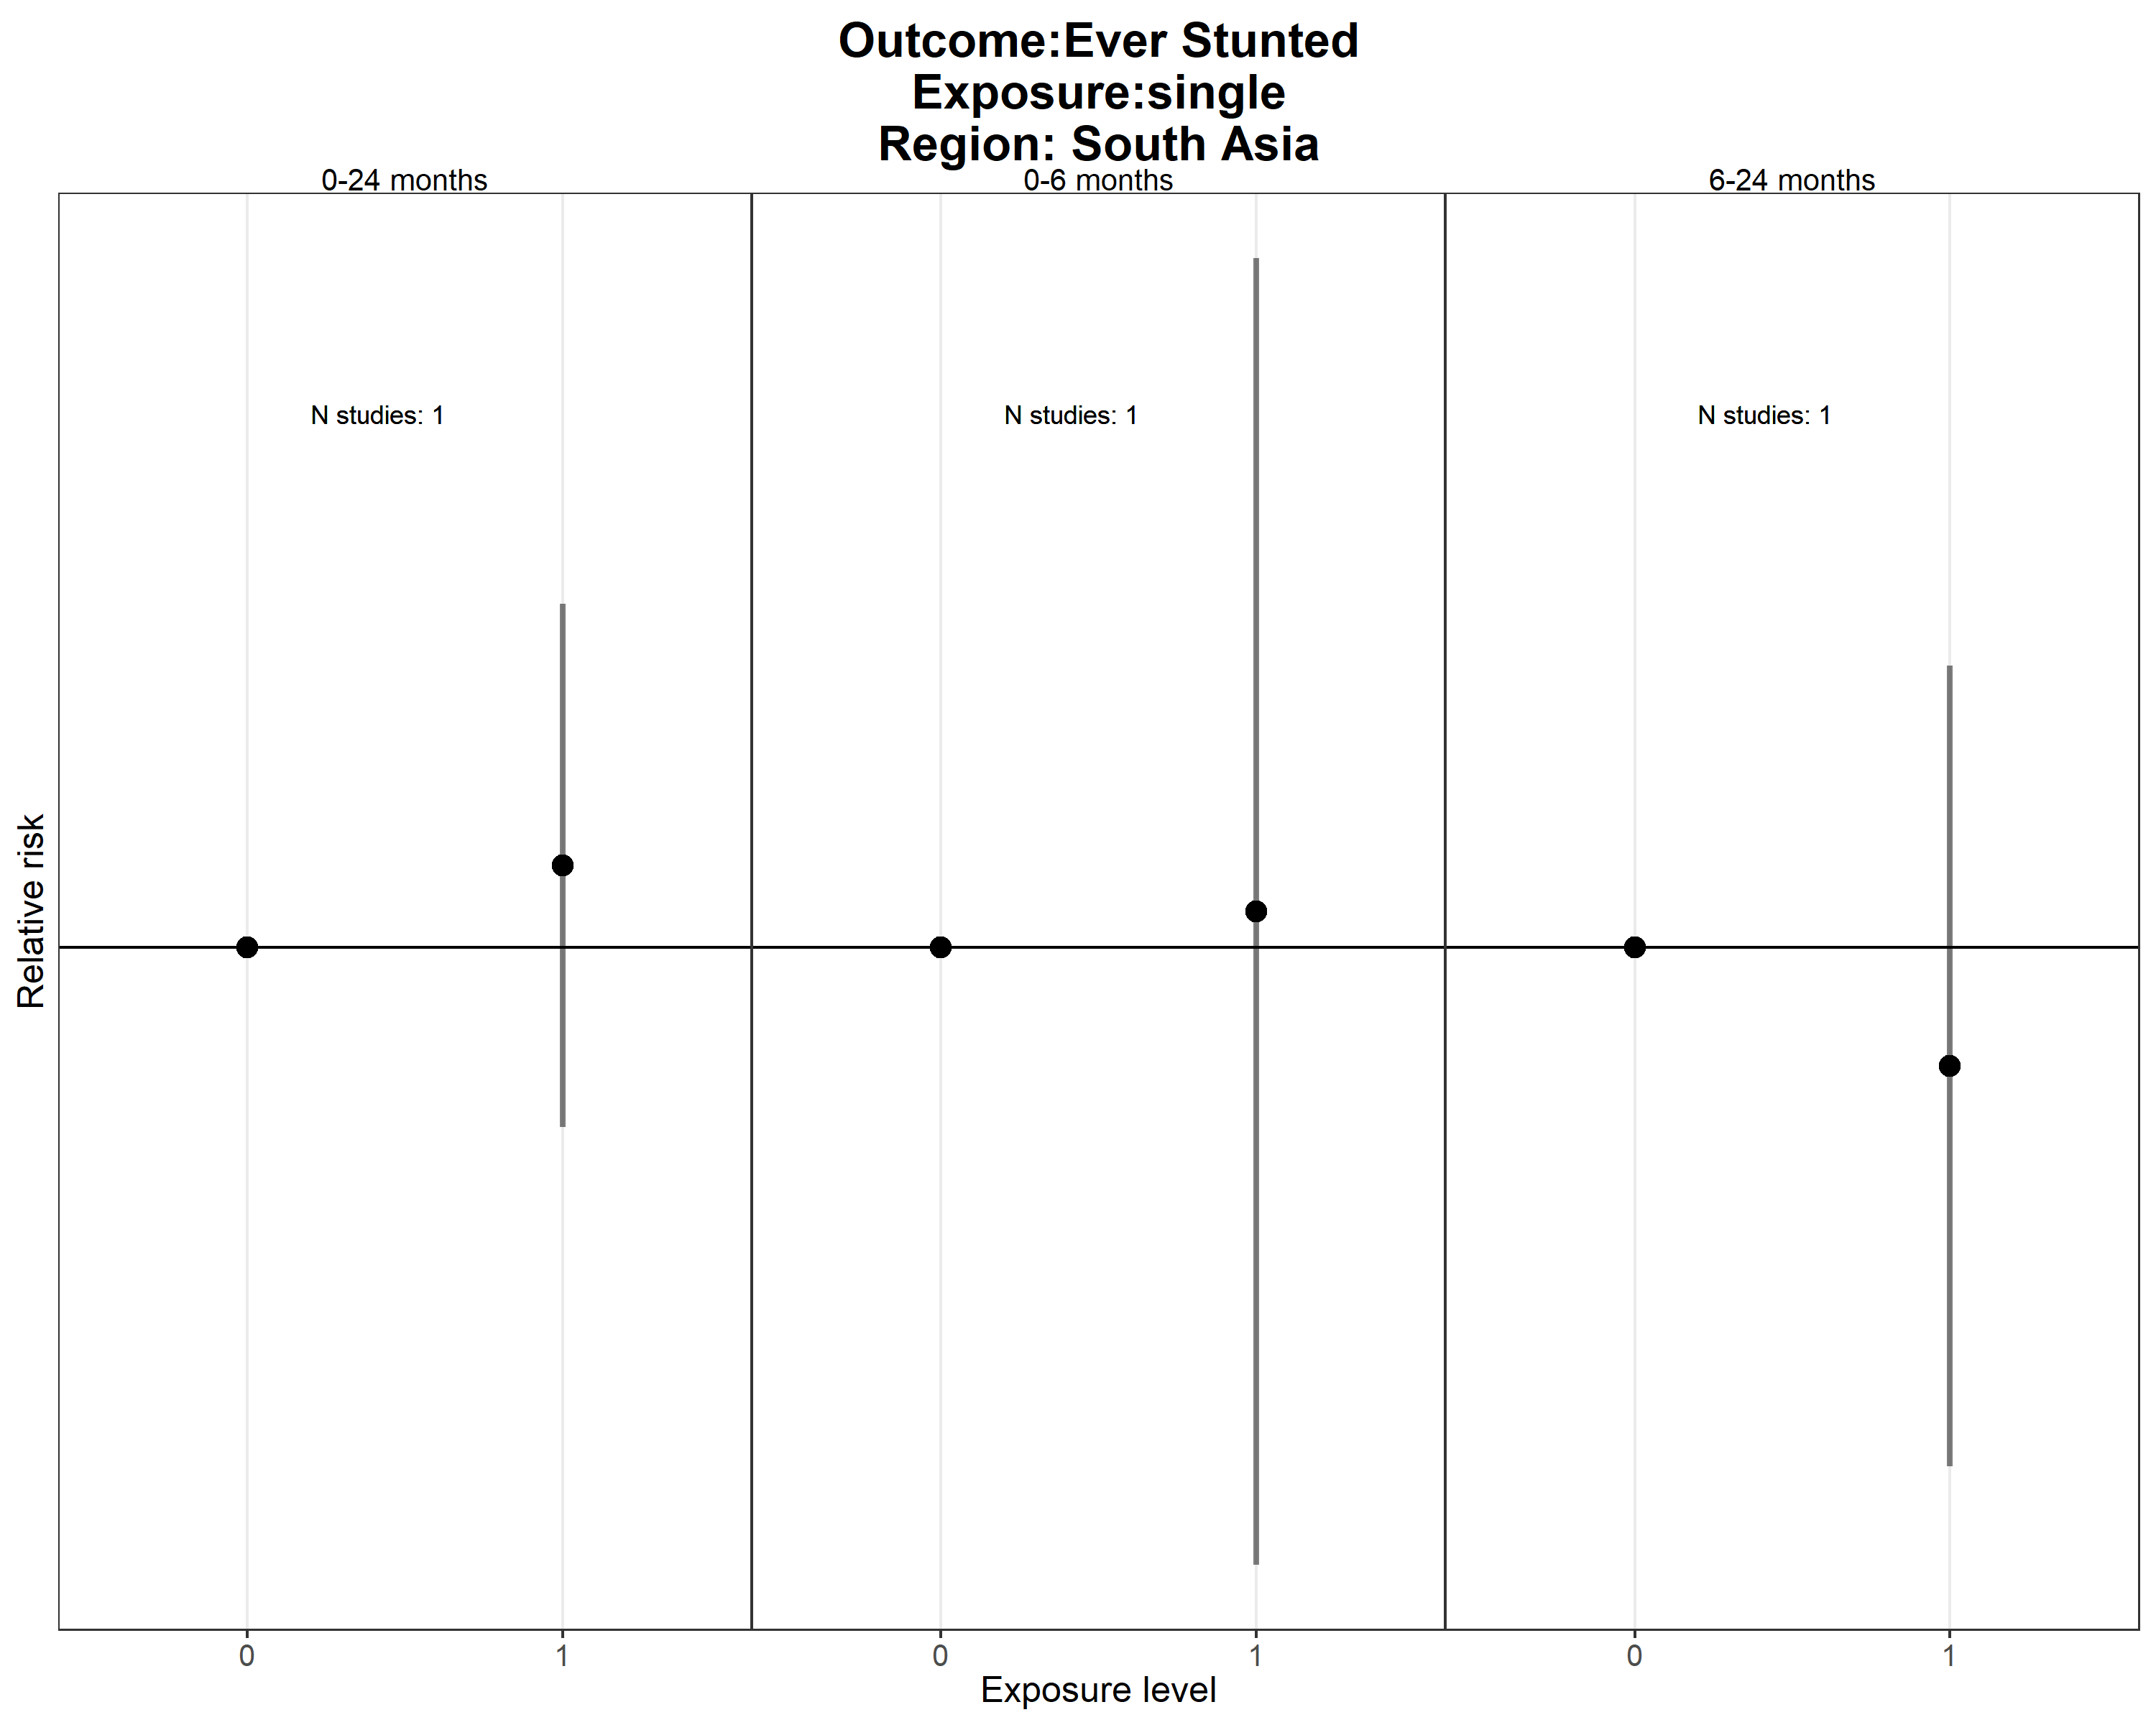 Outcome:Ever Stunted
Exposure:single
Region: South Asia
0-24 months
0-6 months
6-24 months
N studies: 1
N studies: 1
N studies: 1
Relative risk
0
1
0
1
0
1
Exposure level